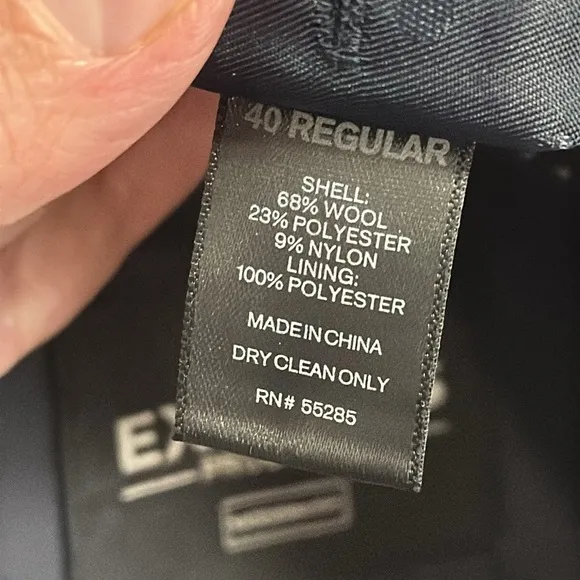 40 REGULAR
SHELL:
68% WOOL
23% POLYESTER
9% NYLON
LINING:
100% POLYESTER
MADE IN CHINA
DRY CLEAN ONLY
RN# 55285